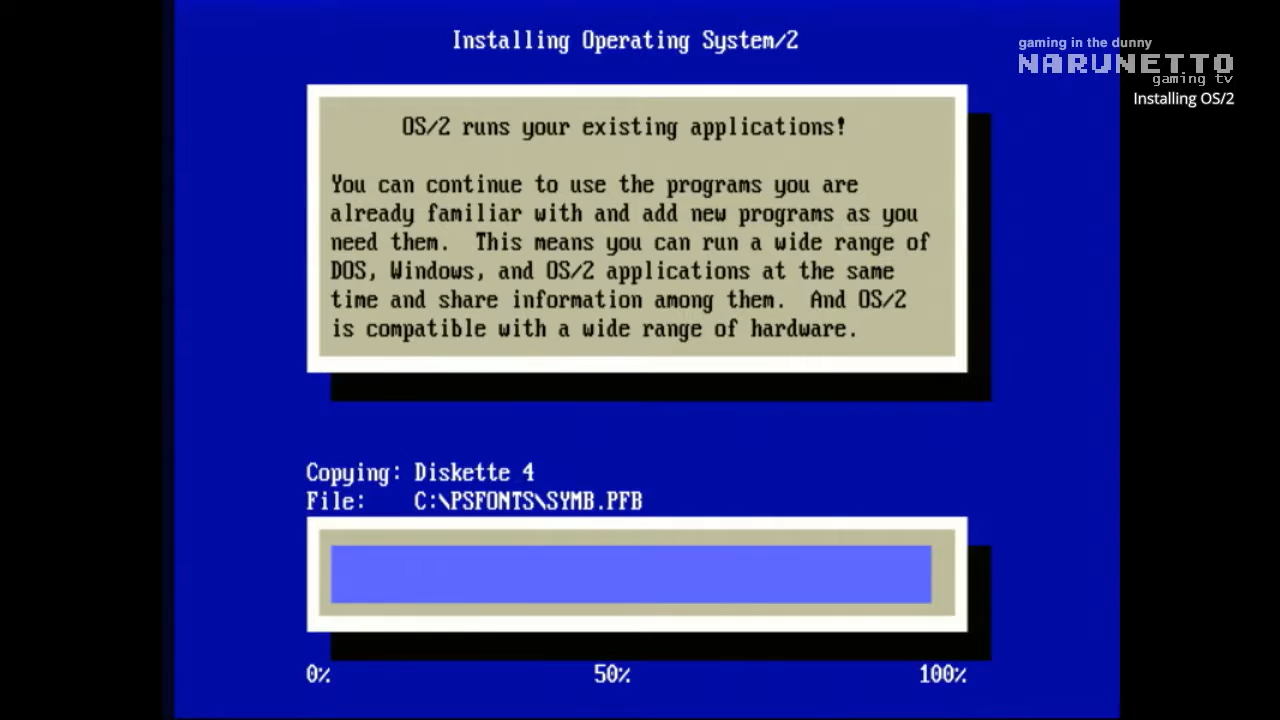 Installing Operating System/2
gaming in the dunny
NARUNETTO
gaming tv
Installing OS/2
OS/2 runs your existing applications!
You can continue to use the programs you are
already familiar with and add new programs as you
need them.  This means you can run a wide range of
DOS, Windows, and OS/2 applications at the same
time and share information among them.  And OS/2
is compatible with a wide range of hardware.
Copying: Diskette 4
File:    C:\PSFONTS\SYMB.PFB
0% 50% 100%